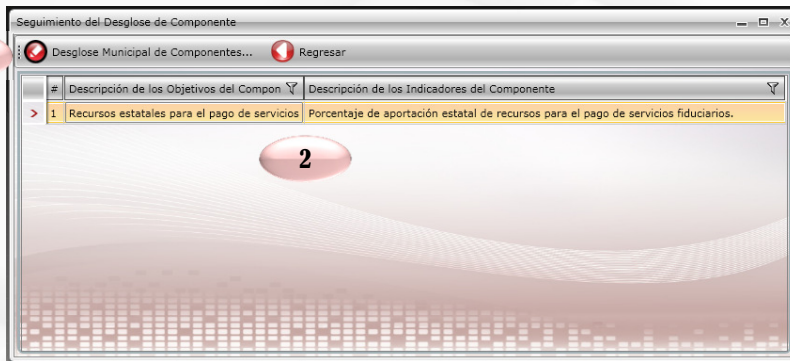 Seguimiento del Desglose de Componente
Desglose Municipal de Componentes... Regresar
# Descripción de los Objetivos del Compon Descripción de los Indicadores del Componente
1 Recursos estatales para el pago de servicios Porcentaje de aportación estatal de recursos para el pago de servicios fiduciarios.
2